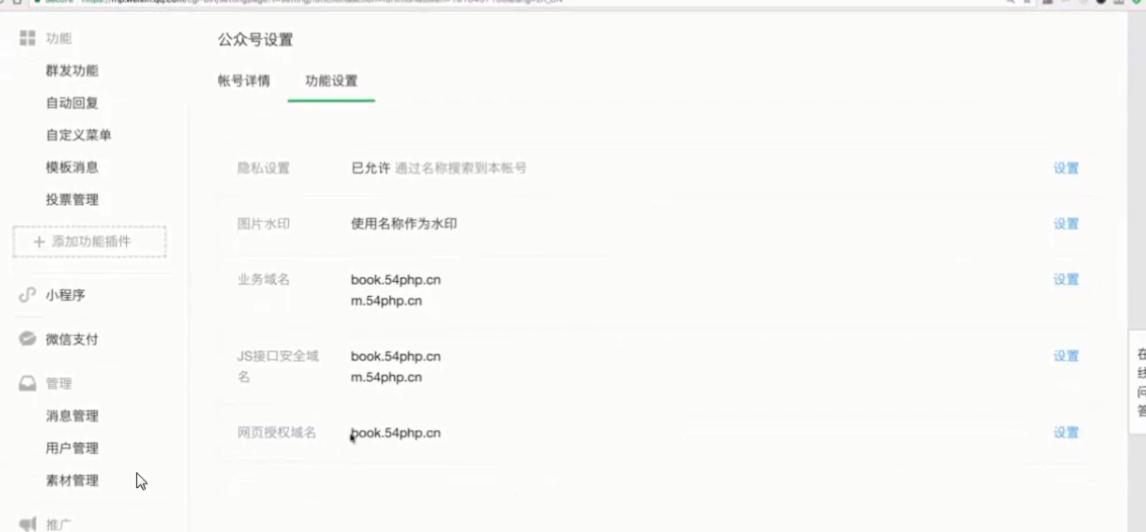 功能
群发功能
自动回复
自定义菜单
模板消息
投票管理
+ 添加功能插件
小程序
微信支付
管理
消息管理
用户管理
素材管理
推广
公众号设置
帐号详情 功能设置
隐私设置 已允许 通过名称搜索到本帐号 设置
图片水印 使用名称作为水印 设置
业务域名 book.54php.cn 设置
m.54php.cn
JS接口安全域 book.54php.cn 设置
名 m.54php.cn
网页授权域名 book.54php.cn 设置
在
线
问
答